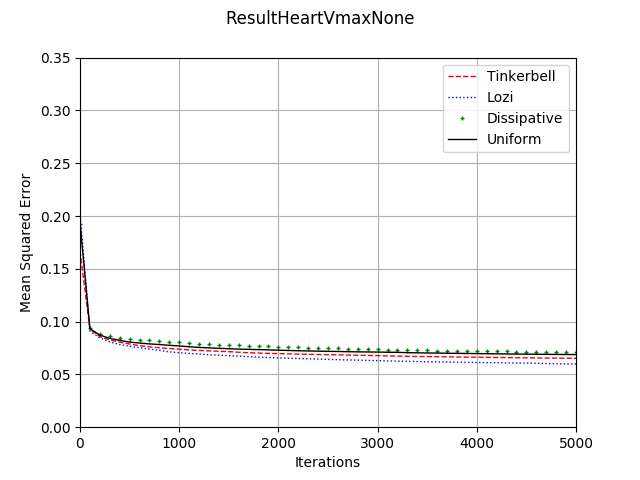 ResultHeartVmaxNone
0.35
0.30
0.25
0.20
0.15
0.10
0.05
0.00
Mean Squared Error
Tinkerbell
Lozi
Dissipative
Uniform
0 1000 2000 3000 4000 5000
Iterations